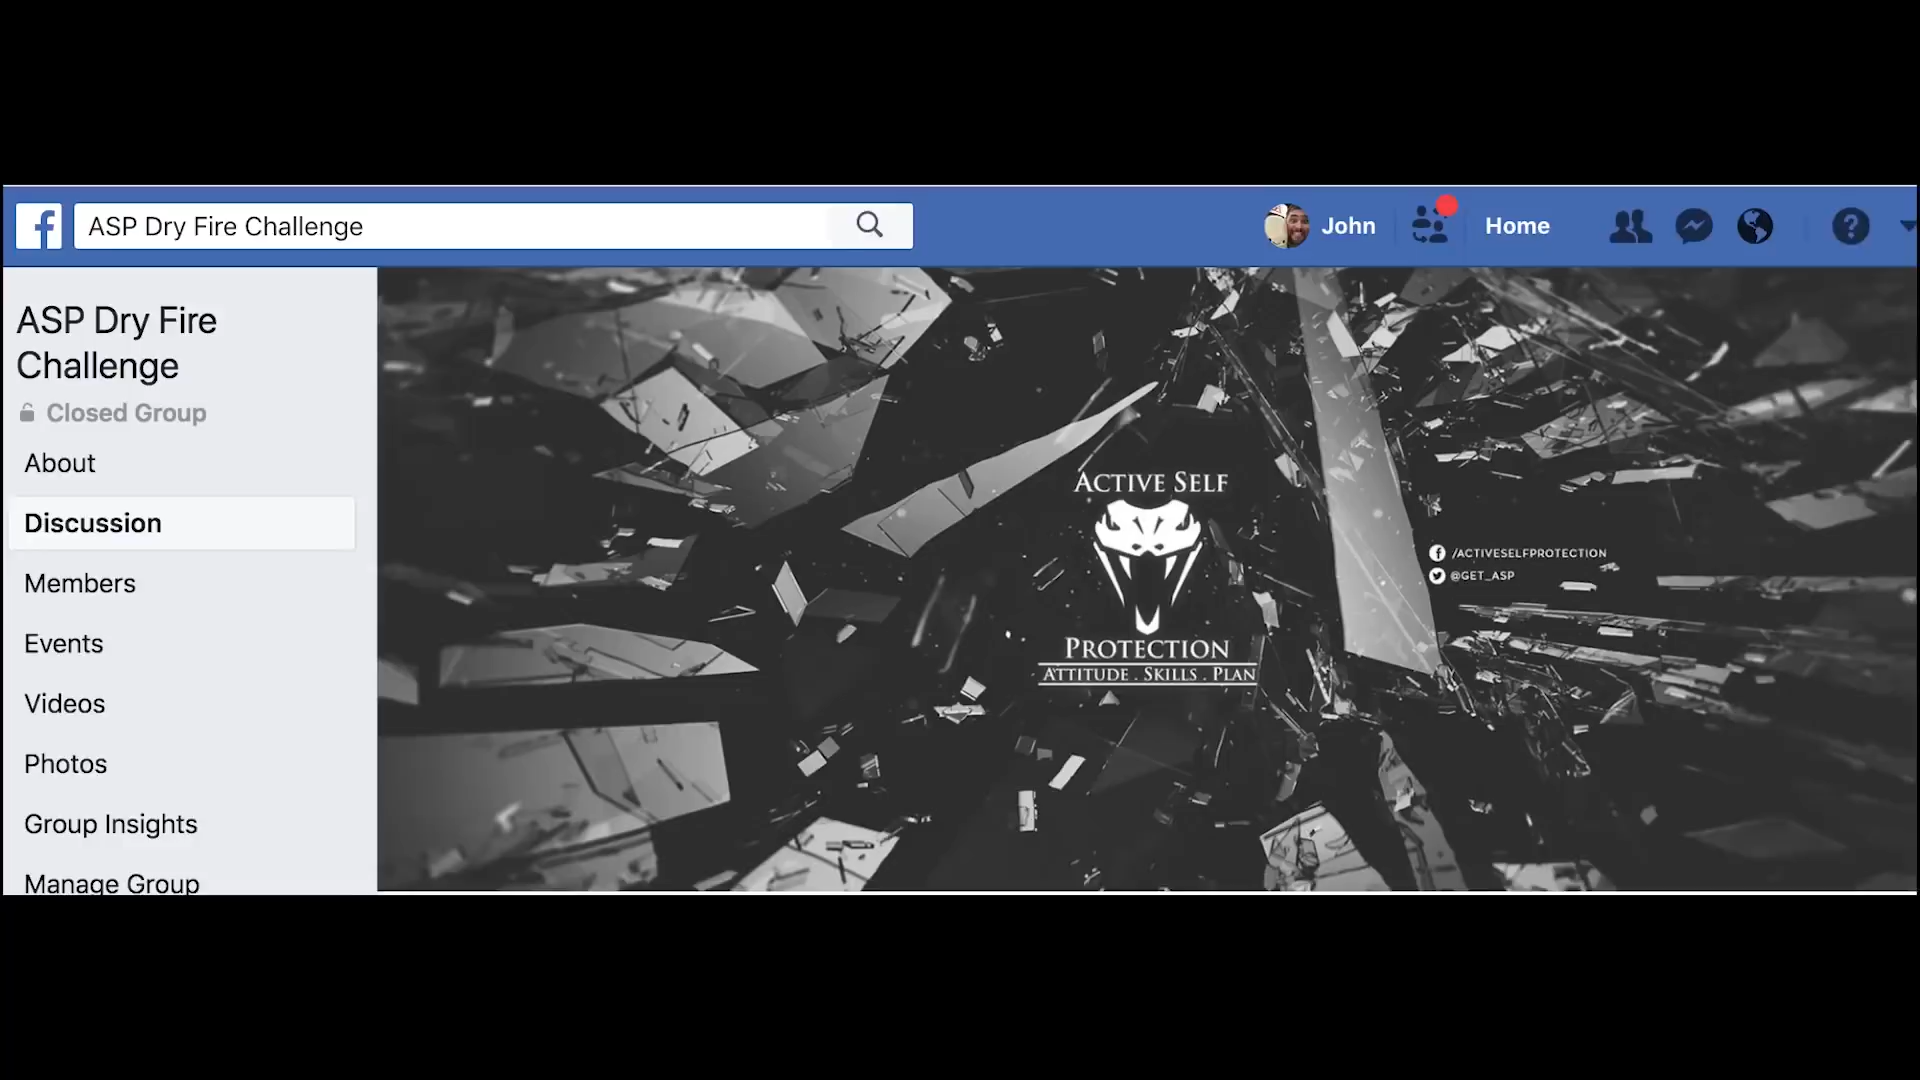 ASP Dry Fire Challenge
John
Home
ASP Dry Fire
Challenge
Closed Group
About
Discussion
Members
Events
Videos
Photos
Group Insights
Manage Group
ACTIVE SELF
PROTECTION
ATTITUDE . SKILLS . PLAN
/ACTIVESELFPROTECTION
@GET_ASP